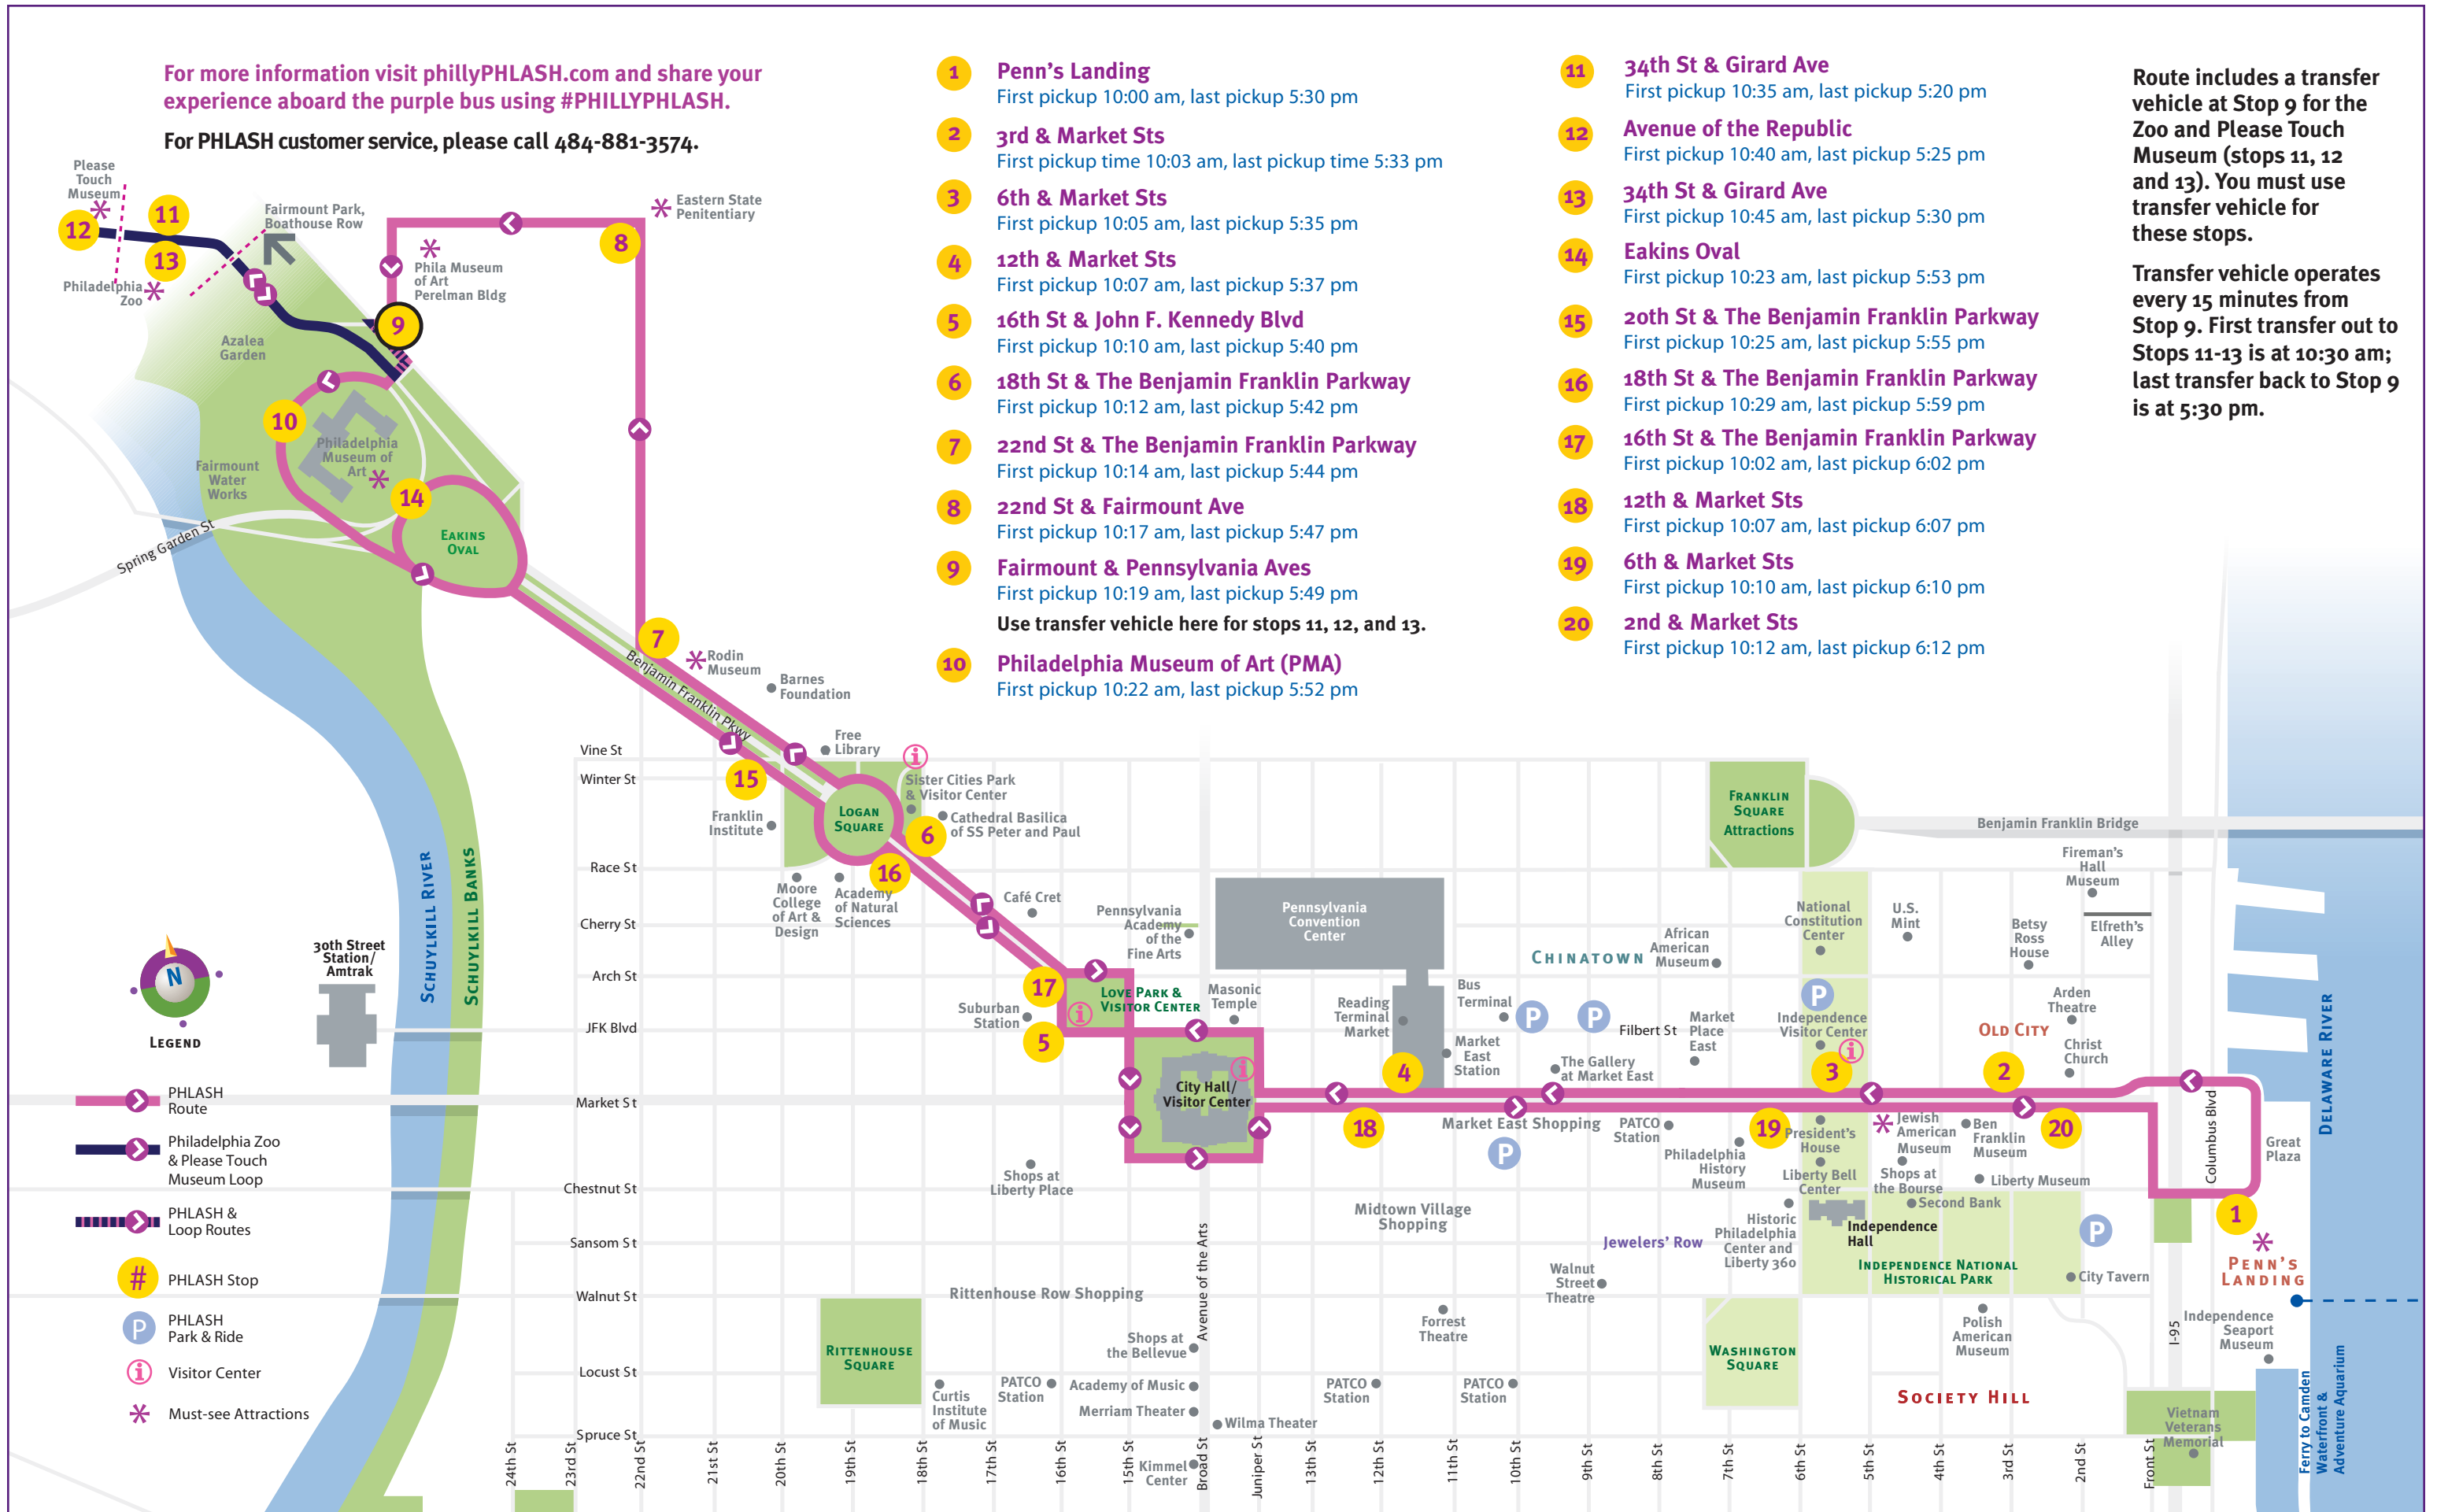 For more information visit phillyPHLASH.com and share your
experience aboard the purple bus using #PHILLYPHLASH.
For PHLASH customer service, please call 484-881-3574.
1
Penn's Landing
First pickup 10:00 am, last pickup 5:30 pm
2
3rd & Market Sts
First pickup time 10:03 am, last pickup time 5:33 pm
3
6th & Market Sts
First pickup 10:05 am, last pickup 5:35 pm
4
12th & Market Sts
First pickup 10:07 am, last pickup 5:37 pm
5
16th St & John F. Kennedy Blvd
First pickup 10:10 am, last pickup 5:40 pm
6
18th St & The Benjamin Franklin Parkway
First pickup 10:12 am, last pickup 5:42 pm
7
22nd St & The Benjamin Franklin Parkway
First pickup 10:14 am, last pickup 5:44 pm
8
22nd St & Fairmount Ave
First pickup 10:17 am, last pickup 5:47 pm
9
Fairmount & Pennsylvania Aves
First pickup 10:19 am, last pickup 5:49 pm
Use transfer vehicle here for stops 11, 12, and 13.
10
Philadelphia Museum of Art (PMA)
First pickup 10:22 am, last pickup 5:52 pm
11
34th St & Girard Ave
First pickup 10:35 am, last pickup 5:20 pm
12
Avenue of the Republic
First pickup 10:40 am, last pickup 5:25 pm
13
34th St & Girard Ave
First pickup 10:45 am, last pickup 5:30 pm
14
Eakins Oval
First pickup 10:23 am, last pickup 5:53 pm
15
20th St & The Benjamin Franklin Parkway
First pickup 10:25 am, last pickup 5:55 pm
16
18th St & The Benjamin Franklin Parkway
First pickup 10:29 am, last pickup 5:59 pm
17
16th St & The Benjamin Franklin Parkway
First pickup 10:02 am, last pickup 6:02 pm
18
12th & Market Sts
First pickup 10:07 am, last pickup 6:07 pm
19
6th & Market Sts
First pickup 10:10 am, last pickup 6:10 pm
20
2nd & Market Sts
First pickup 10:12 am, last pickup 6:12 pm
Route includes a transfer
vehicle at Stop 9 for the
Zoo and Please Touch
Museum (stops 11, 12
and 13). You must use
transfer vehicle for
these stops.
Transfer vehicle operates
every 15 minutes from
Stop 9. First transfer out to
Stops 11-13 is at 10:30 am;
last transfer back to Stop 9
is at 5:30 pm.
Please
Touch
Museum
12
11
13
Philadelphia
Zoo
Fairmount Park,
Boathouse Row
Eastern State
Penitentiary
8
Phila Museum
of Art
Perelman Bldg
9
Azalea
Garden
10
Philadelphia
Museum of
Art
Fairmount
Water
Works
14
EAKINS
OVAL
Spring Garden St
7
Rodin
Museum
Benjamin Franklin Pkwy
Barnes
Foundation
Free
Library
i
Vine St
Winter St
15
Sister Cities Park
& Visitor Center
LOGAN
SQUARE
Franklin
Institute
6
Cathedral Basilica
of SS Peter and Paul
Race St
16
Moore
College
of Art &
Design
Academy
of Natural
Sciences
Café Cret
Cherry St
Pennsylvania
Academy
of the
Fine Arts
Pennsylvania
Convention
Center
FRANKLIN
SQUARE
Attractions
Benjamin Franklin Bridge
Fireman's
Hall
Museum
National
Constitution
Center
U.S.
Mint
Betsy
Ross
House
Elfreth's
Alley
African
American
Museum
CHINATOWN
Arch St
17
LOVE PARK &
VISITOR CENTER
i
Suburban
Station
Masonic
Temple
Reading
Terminal
Market
Bus
Terminal
P
P
Filbert St
Market
Place
East
P
Independence
Visitor Center
i
OLD CITY
Arden
Theatre
Christ
Church
JFK Blvd
5
Market
East
Station
The Gallery
at Market East
4
3
2
i
City Hall/
Visitor Center
Market St
18
Market East Shopping
P
PATCO
Station
19
President's
House
Jewish
American
Museum
Ben
Franklin
Museum
20
Columbus Blvd
Great
Plaza
DELAWARE RIVER
Philadelphia
History
Museum
Liberty Bell
Center
Shops at
the Bourse
Liberty Museum
Shops at
Liberty Place
Chestnut St
Midtown Village
Shopping
Second Bank
Historic
Philadelphia
Center and
Liberty 360
Independence
Hall
P
1
Jewelers' Row
Sansom St
INDEPENDENCE NATIONAL
HISTORICAL PARK
PENN'S
LANDING
City Tavern
Walnut
Street
Theatre
Rittenhouse Row Shopping
Avenue of the Arts
Walnut St
Forrest
Theatre
Polish
American
Museum
I-95
Independence
Seaport
Museum
Shops at
the Bellevue
RITTENHOUSE
SQUARE
WASHINGTON
SQUARE
Locust St
Curtis
Institute
of Music
PATCO
Station
Academy of Music
Merriam Theater
Wilma Theater
PATCO
Station
PATCO
Station
SOCIETY HILL
Vietnam
Veterans
Memorial
Ferry to Camden
Waterfront &
Adventure Aquarium
Spruce St
Kimmel
Center
24th St
23rd St
22nd St
21st St
20th St
19th St
18th St
17th St
16th St
15th St
Broad St
Juniper St
13th St
12th St
11th St
10th St
9th St
8th St
7th St
6th St
5th St
4th St
3rd St
2nd St
Front St
30th Street
Station/
Amtrak
SCHUYLKILL RIVER
SCHUYLKILL BANKS
N
LEGEND
PHLASH
Route
Philadelphia Zoo
& Please Touch
Museum Loop
PHLASH &
Loop Routes
#
PHLASH Stop
P
PHLASH
Park & Ride
i
Visitor Center
Must-see Attractions